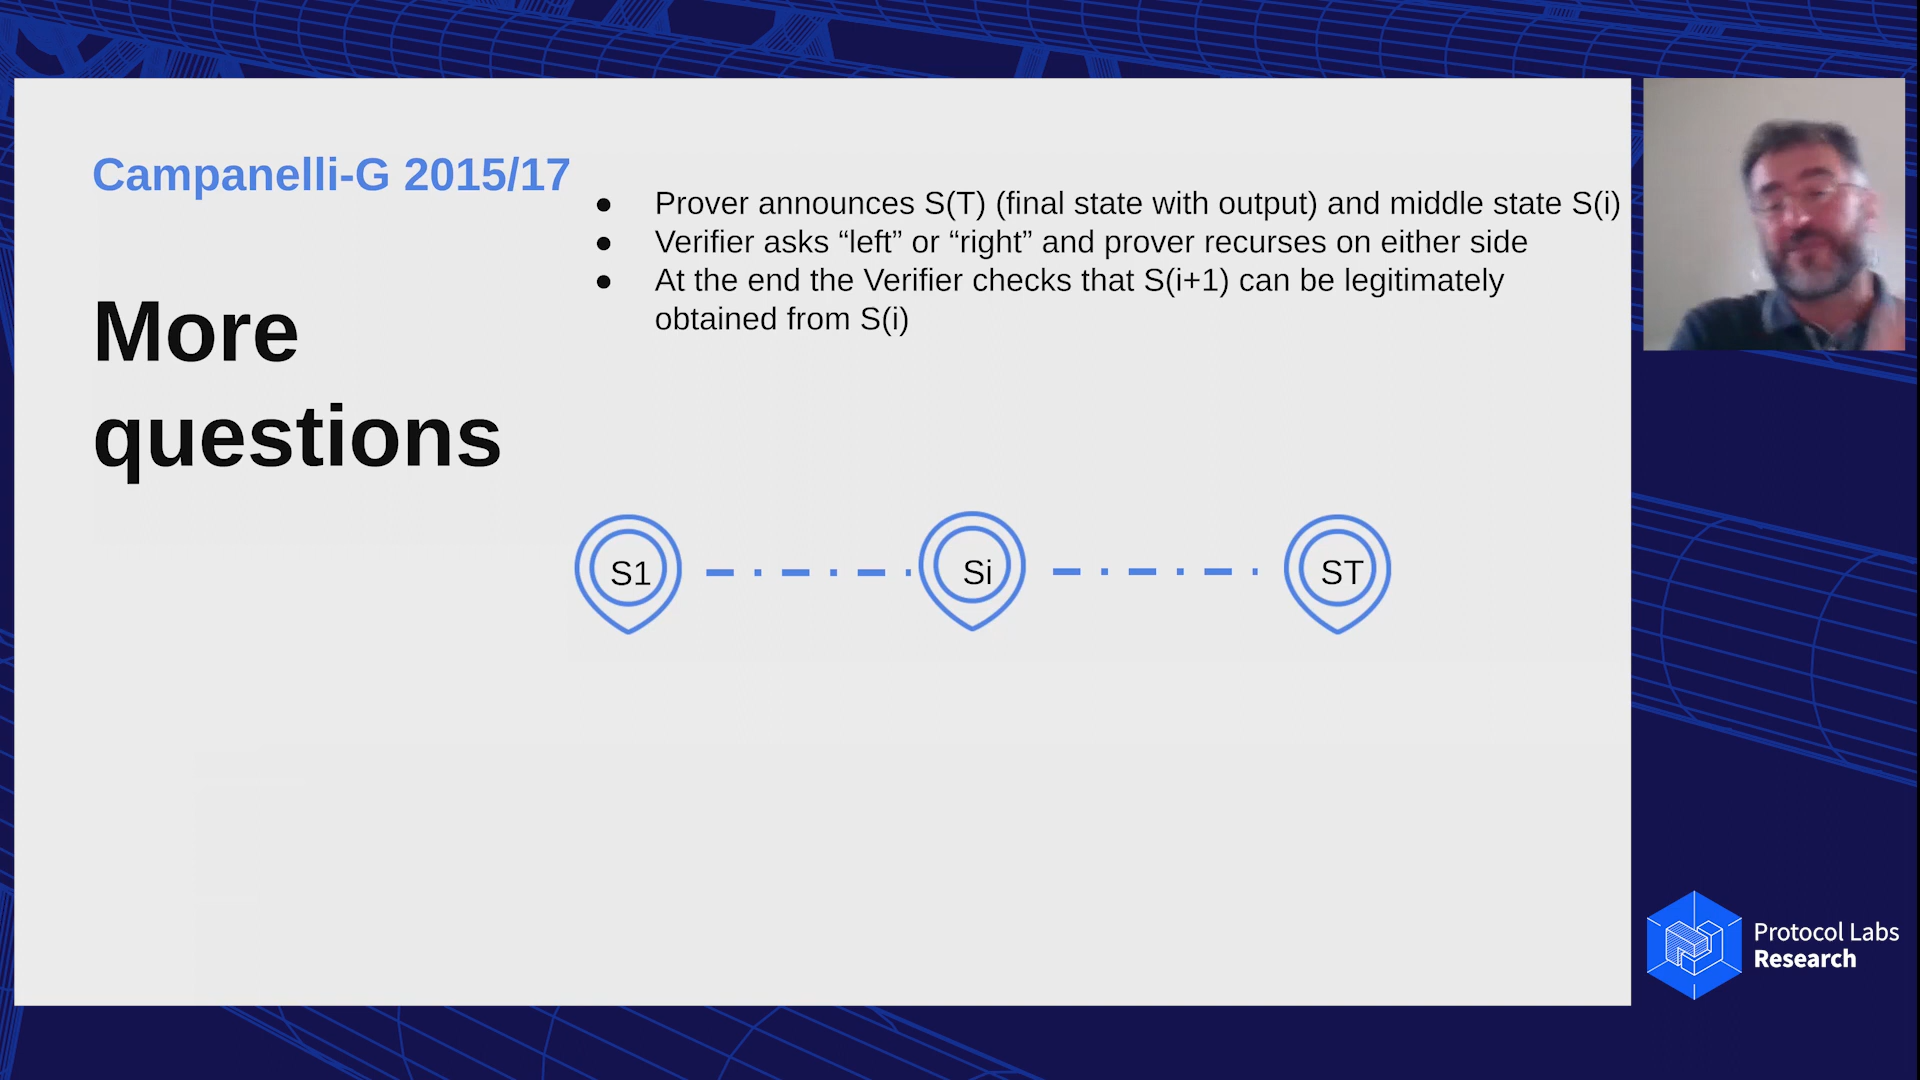 Campanelli-G 2015/17
More
questions
● Prover announces S(T) (final state with output) and middle state S(i)
● Verifier asks “left” or “right” and prover recurses on either side
● At the end the Verifier checks that S(i+1) can be legitimately
obtained from S(i)
S1
Si
ST
Protocol Labs
Research